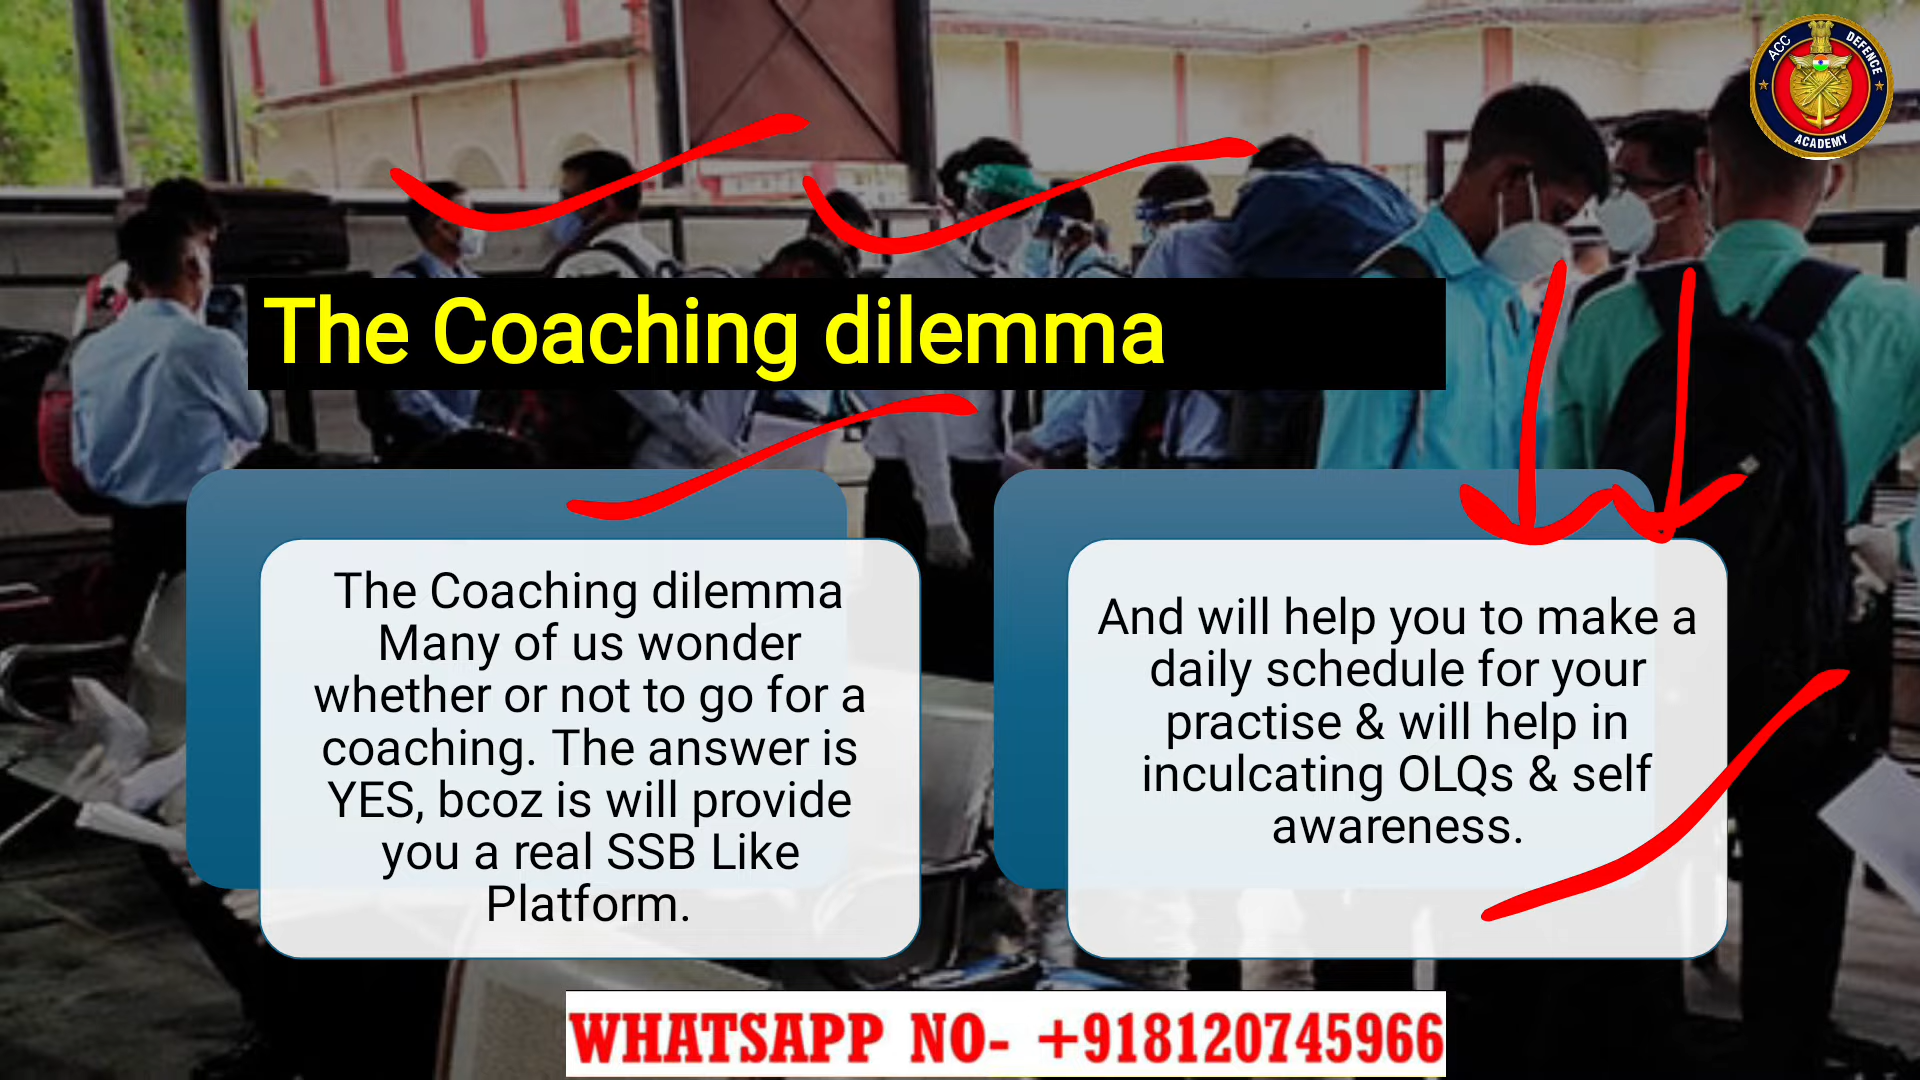 ACC DEFENCE
ACADEMY
The Coaching dilemma
The Coaching dilemma
Many of us wonder
whether or not to go for a
coaching. The answer is
YES, bcoz is will provide
you a real SSB Like
Platform.
And will help you to make a
daily schedule for your
practise & will help in
inculcating OLQs & self
awareness.
WHATSAPP NO- +918120745966